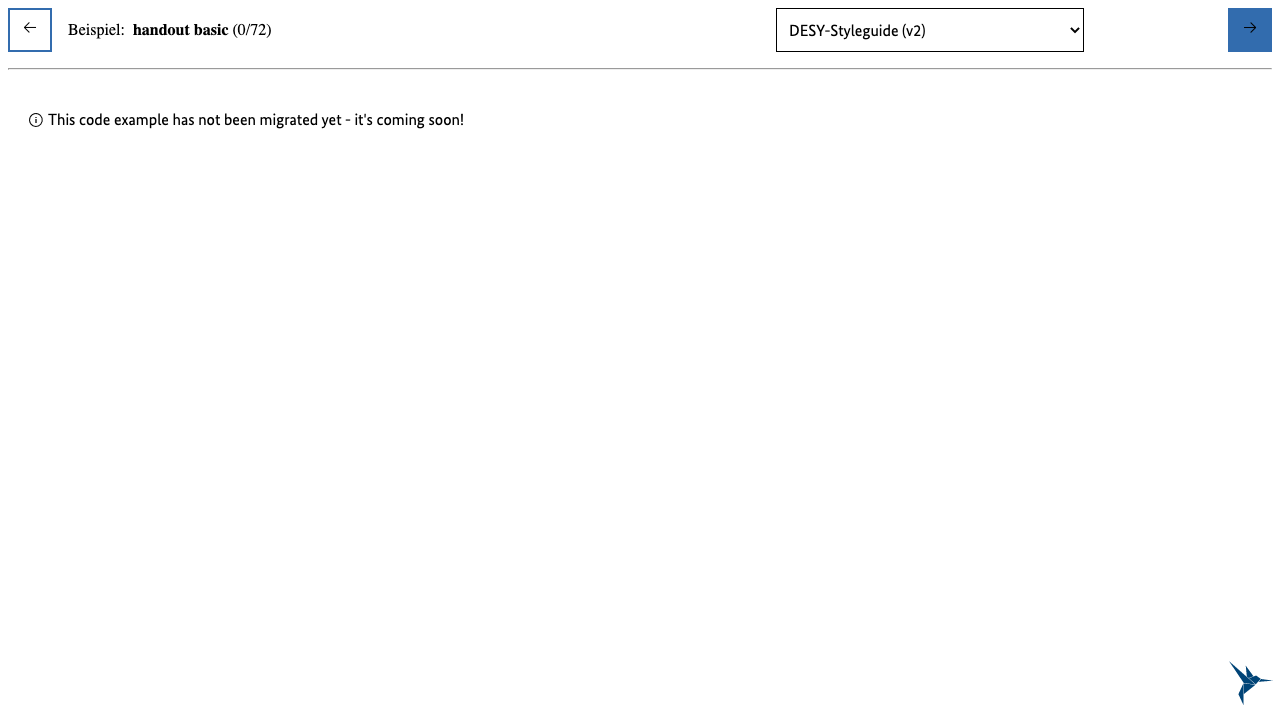 Beispiel: handout basic (0/72)
DESY-Styleguide (v2)
This code example has not been migrated yet - it's coming soon!